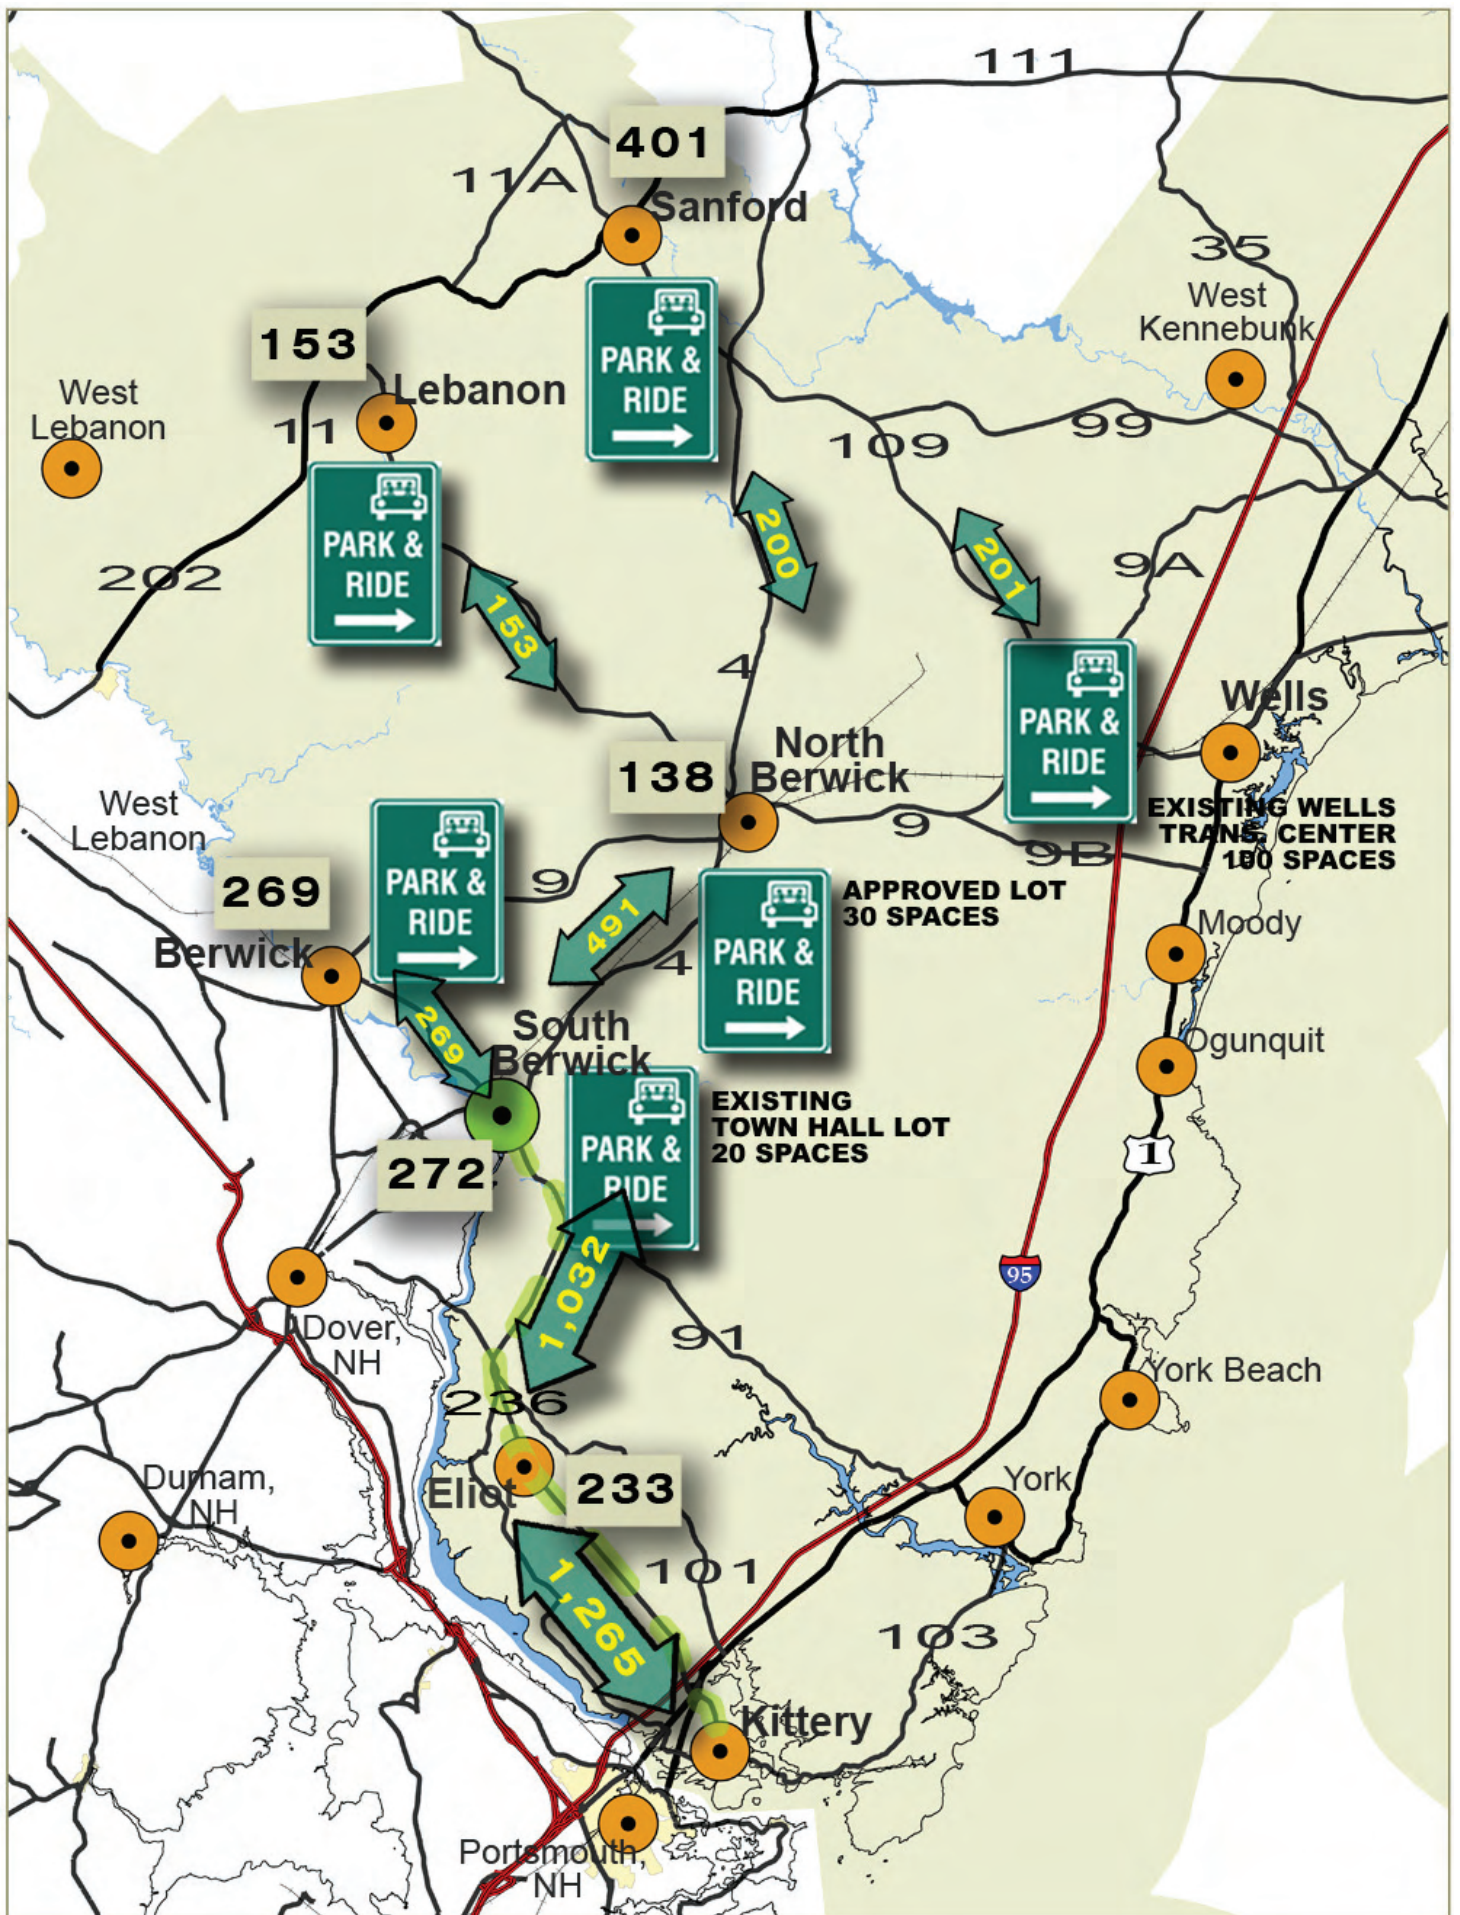 111
401
11A
Sanford
35
West
Kennebunk
153
PARK &
RIDE
West
Lebanon
Lebanon
11
109
99
PARK &
RIDE
200
201
9A
202
153
4
Wells
138
North
Berwick
PARK &
RIDE
West
Lebanon
EXISTING WELLS
TRANS. CENTER
100 SPACES
9
9B
269
PARK &
RIDE
9
491
APPROVED LOT
30 SPACES
Moody
Berwick
4
PARK &
RIDE
269
South
Berwick
Ogunquit
EXISTING
TOWN HALL LOT
20 SPACES
PARK &
RIDE
1
272
1,032
95
Dover,
NH
91
York Beach
236
Durham,
NH
Eliot
233
York
101
1,265
103
Kittery
Portsmouth,
NH